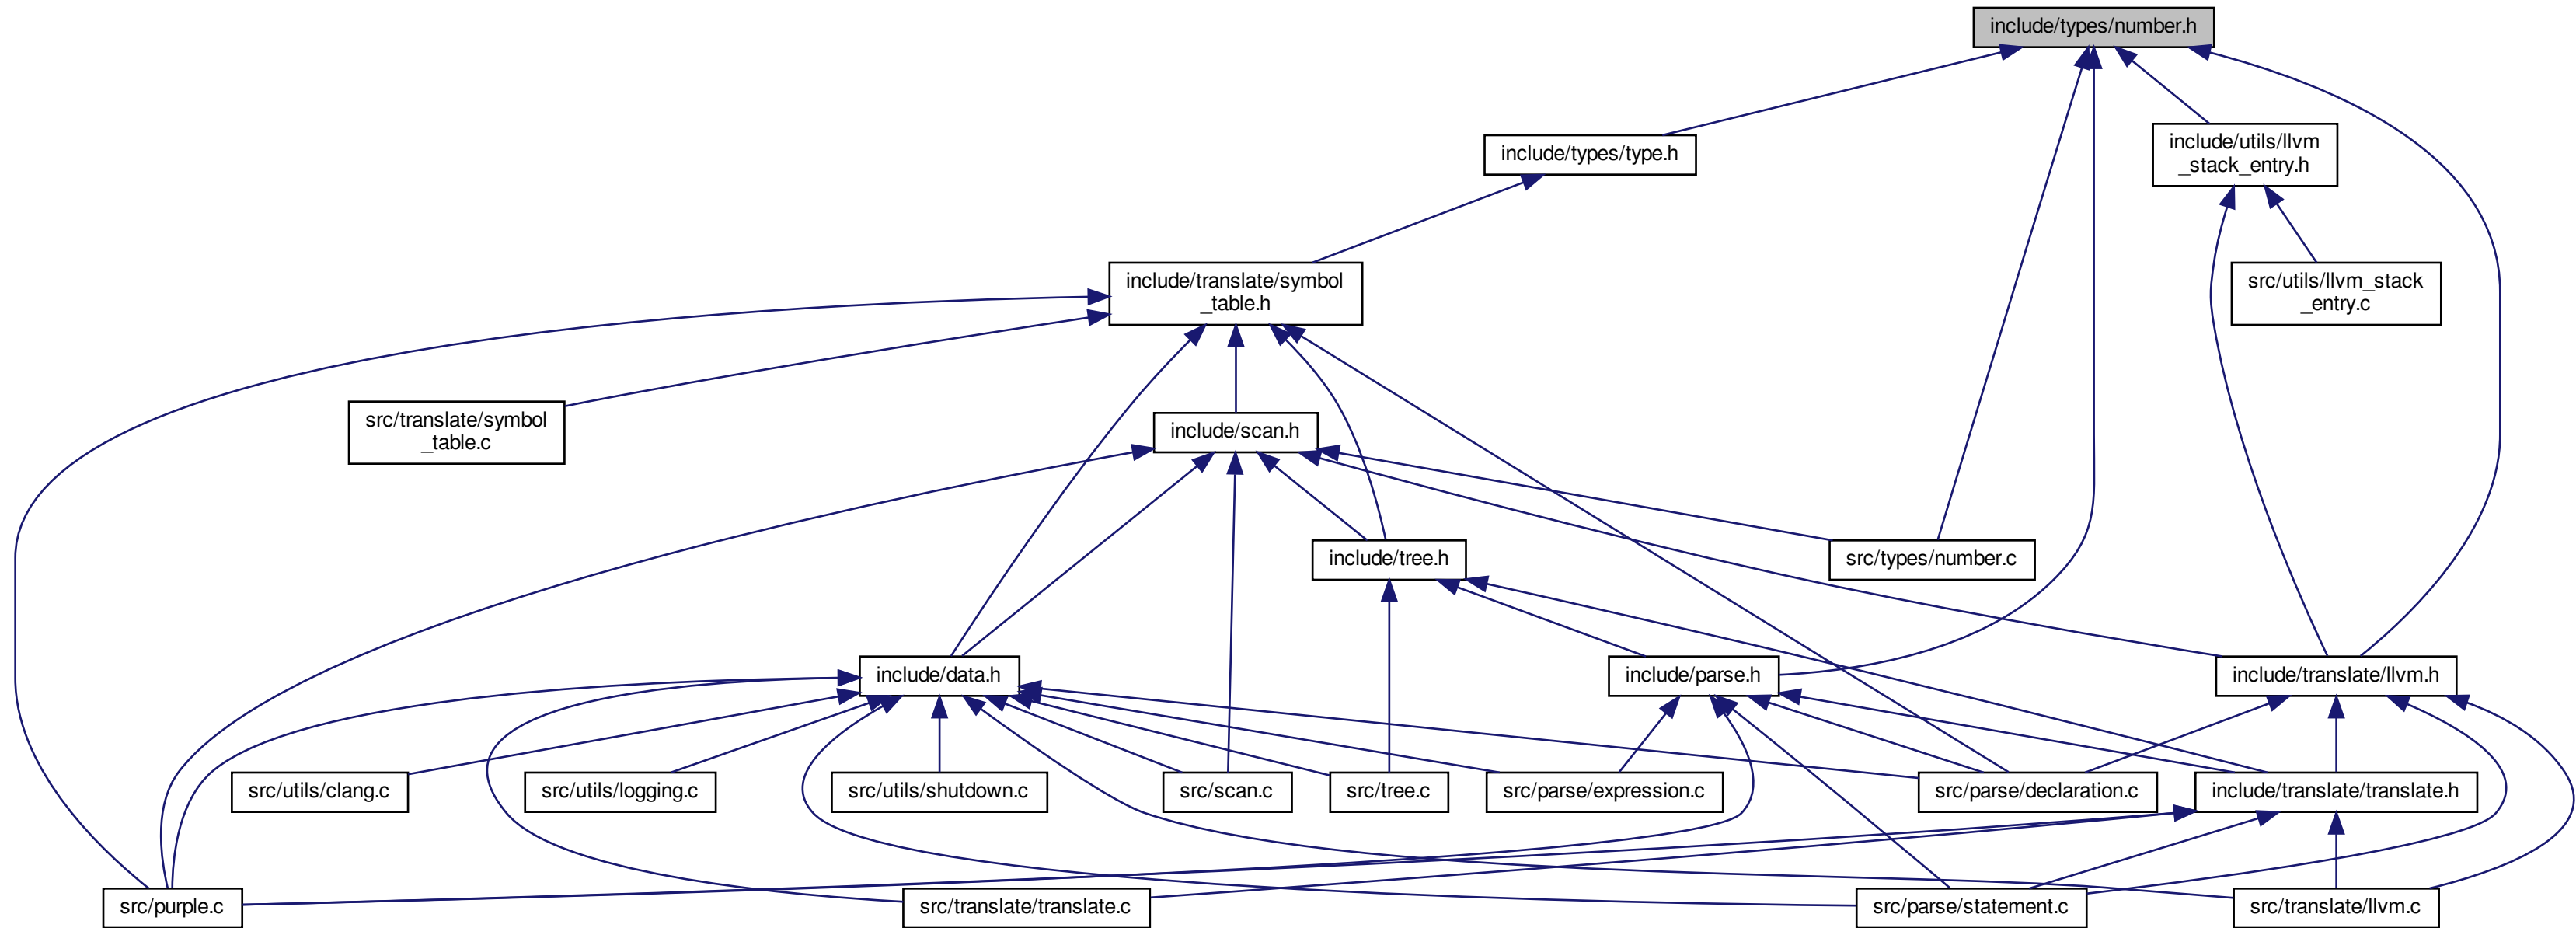 include/types/number.h
include/types/type.h
include/utils/llvm
_stack_entry.h
include/translate/symbol
_table.h
src/utils/llvm_stack
_entry.c
src/translate/symbol
_table.c
include/scan.h
include/tree.h
src/types/number.c
include/data.h
include/parse.h
include/translate/llvm.h
src/utils/clang.c
src/utils/logging.c
src/utils/shutdown.c
src/scan.c
src/tree.c
src/parse/expression.c
src/parse/declaration.c
include/translate/translate.h
src/purple.c
src/translate/translate.c
src/parse/statement.c
src/translate/llvm.c